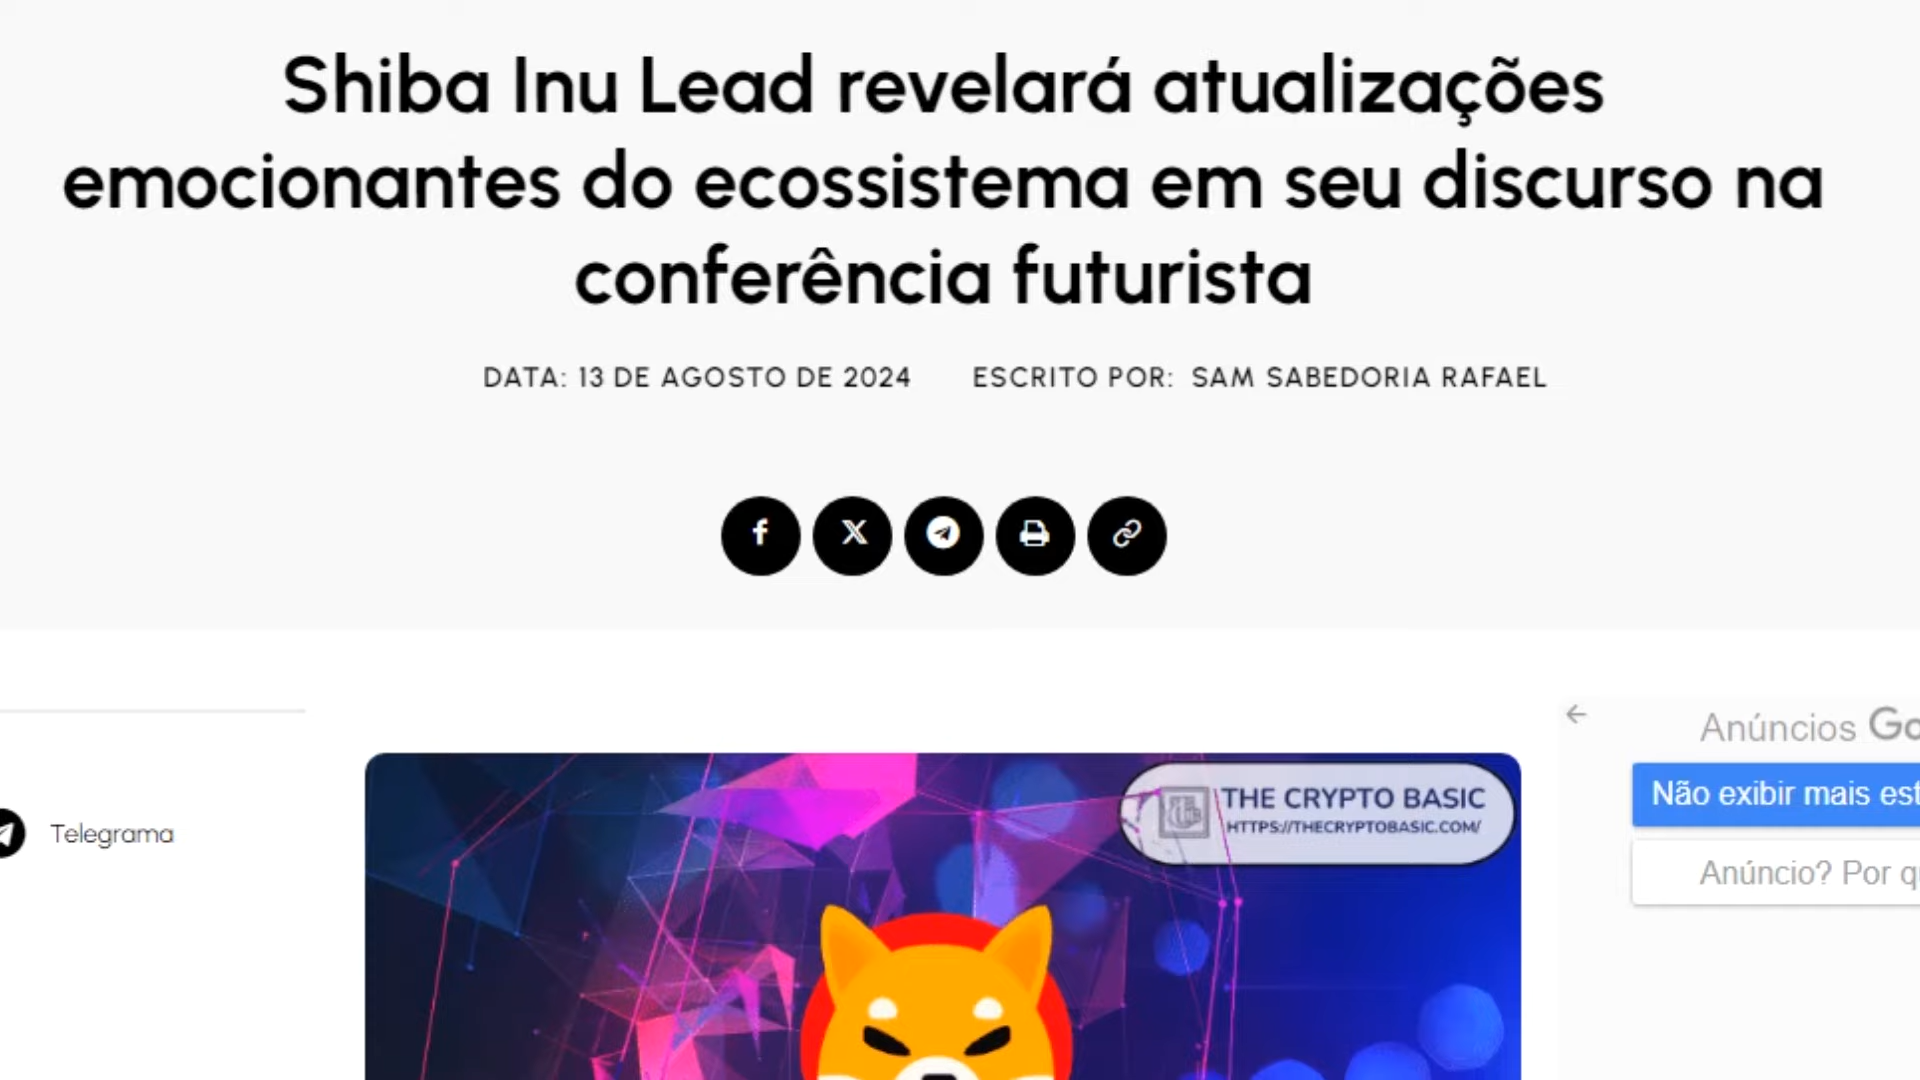 Shiba Inu Lead revelará atualizações
emocionantes do ecossistema em seu discurso na
conferência futurista
DATA: 13 DE AGOSTO DE 2024 ESCRITO POR: SAM SABEDORIA RAFAEL
Anúncios Go
Não exibir mais est
Anúncio? Por q
Telegrama
THE CRYPTO BASIC
HTTPS://THECRYPTOBASIC.COM/